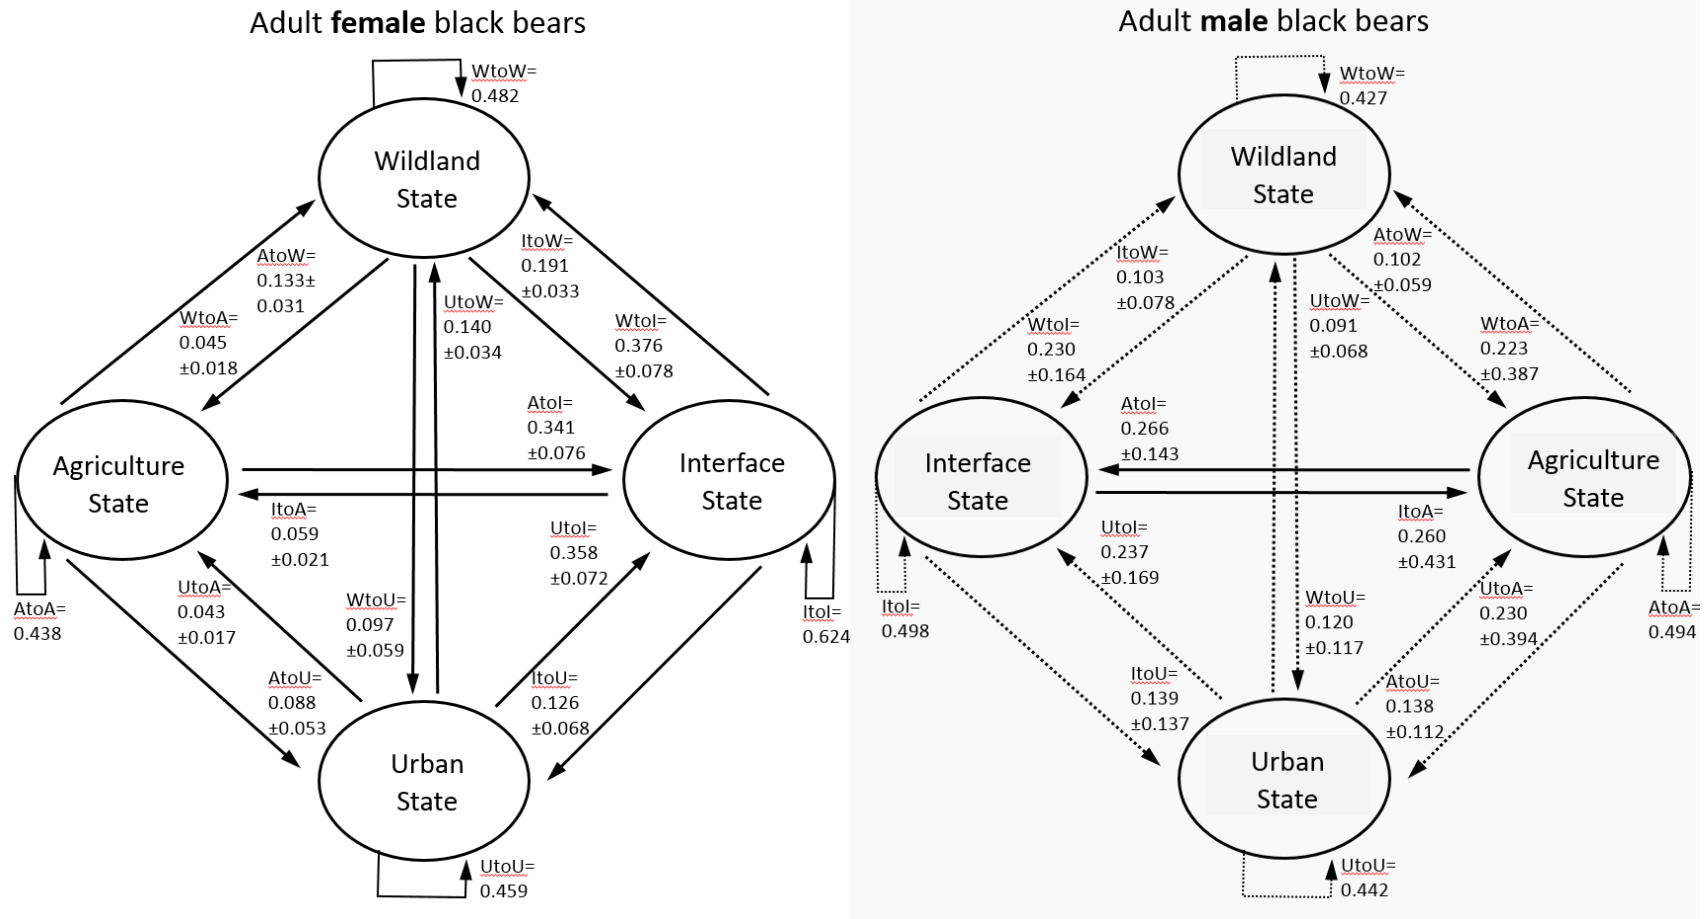 Adult female black bears
WtoW=
0.482
Wildland
State
AtoW=
0.133±
0.031
WtoA=
0.045
±0.018
UtoW=
0.140
±0.034
ItoW=
0.191
±0.033
WtoI=
0.376
±0.078
AtoI=
0.341
±0.076
Agriculture
State
Interface
State
ItoA=
0.059
±0.021
UtoI=
0.358
±0.072
AtoA=
0.438
UtoA=
0.043
±0.017
WtoU=
0.097
±0.059
ItoI=
0.624
AtoU=
0.088
±0.053
ItoU=
0.126
±0.068
Urban
State
UtoU=
0.459
Adult male black bears
WtoW=
0.427
Wildland
State
ItoW=
0.103
±0.078
WtoI=
0.230
±0.164
UtoW=
0.091
±0.068
AtoW=
0.102
±0.059
WtoA=
0.223
±0.387
AtoI=
0.266
±0.143
Interface
State
Agriculture
State
ItoA=
0.260
±0.431
UtoI=
0.237
±0.169
ItoI=
0.498
WtoU=
0.120
±0.117
UtoA=
0.230
±0.394
AtoA=
0.494
ItoU=
0.139
±0.137
AtoU=
0.138
±0.112
Urban
State
UtoU=
0.442